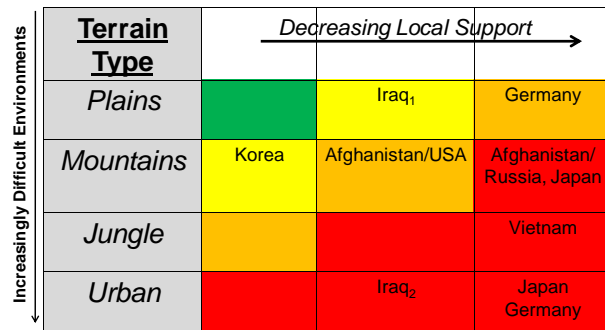 Terrain
Type
Decreasing Local Support
Increasingly Difficult Environments
Plains
Iraq1
Germany
Mountains
Korea
Afghanistan/USA
Afghanistan/
Russia, Japan
Jungle
Vietnam
Urban
Iraq2
Japan
Germany